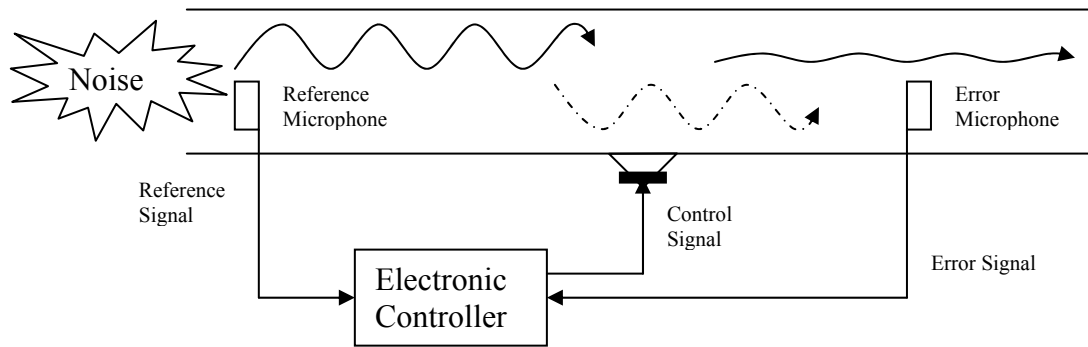 Noise
Reference
Microphone
Error
Microphone
Reference
Signal
Control
Signal
Electronic
Controller
Error Signal